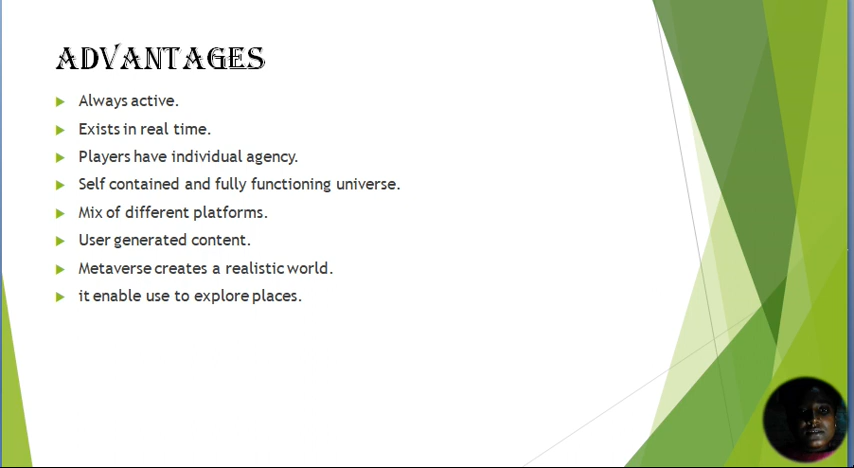 ADVANTAGES
Always active.
Exists in real time.
Players have individual agency.
Self contained and fully functioning universe.
Mix of different platforms.
User generated content.
Metaverse creates a realistic world.
it enable use to explore places.